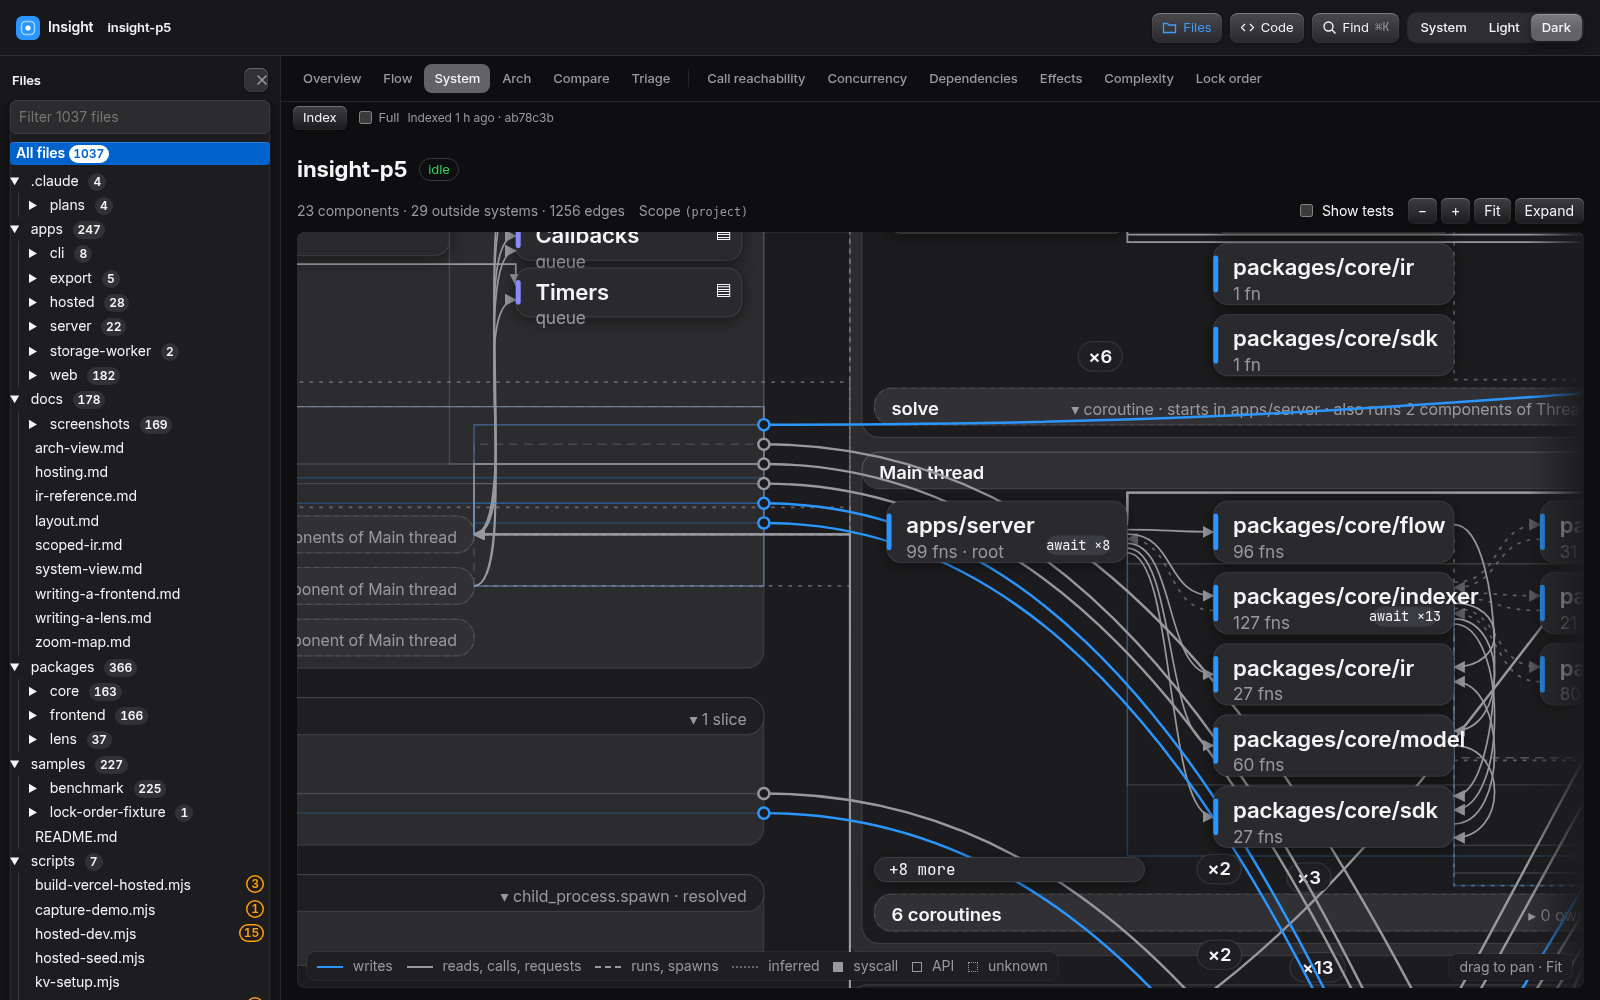 Insight insight-p5
Files Code Find ⌘K System Light Dark
Files
Filter 1037 files
All files 1037
.claude 4
plans 4
apps 247
cli 8
export 5
hosted 28
server 22
storage-worker 2
web 182
docs 178
screenshots 169
arch-view.md
hosting.md
ir-reference.md
layout.md
scoped-ir.md
system-view.md
writing-a-frontend.md
writing-a-lens.md
zoom-map.md
packages 366
core 163
frontend 166
lens 37
samples 227
benchmark 225
lock-order-fixture 1
README.md
scripts 7
build-vercel-hosted.mjs 3
capture-demo.mjs 1
hosted-dev.mjs 15
hosted-seed.mjs
kv-setup.mjs
Overview Flow System Arch Compare Triage Call reachability Concurrency Dependencies Effects Complexity Lock order
Index Full Indexed 1 h ago · ab78c3b
insight-p5 idle
23 components · 29 outside systems · 1256 edges Scope (project)
Show tests − + Fit Expand
Callbacks
queue
Timers
queue
onents of Main thread
ponent of Main thread
ponent of Main thread
▾ 1 slice
▾ child_process.spawn · resolved
packages/core/ir
1 fn
packages/core/sdk
1 fn
×6
solve ▾ coroutine · starts in apps/server · also runs 2 components of Threa
Main thread
apps/server
99 fns · root await ×8
packages/core/flow
96 fns
packages/core/indexer
127 fns await ×13
packages/core/ir
27 fns
packages/core/model
60 fns
packages/core/sdk
27 fns
pa
31
pa
21
pa
80
+8 more
×2
×3
6 coroutines ▸ 0 ow
×2
×13
writes reads, calls, requests runs, spawns inferred syscall API unknown
drag to pan · Fit